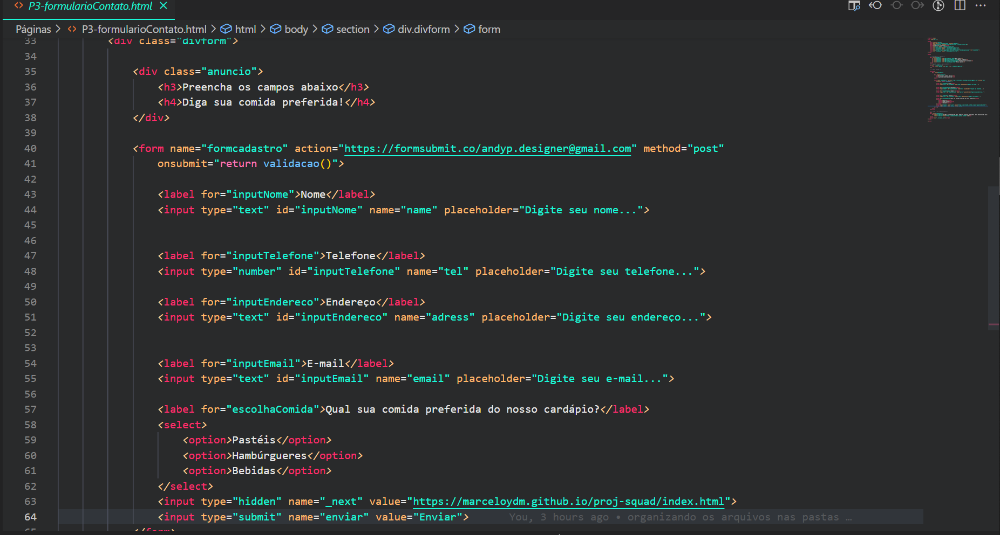 P3-formularioContato.html
Páginas > P3-formularioContato.html > html > body > section > div.divform > form
33 <div class="divform">
34
35 <div class="anuncio">
36 <h3>Preencha os campos abaixo</h3>
37 <h4>Diga sua comida preferida!</h4>
38 </div>
39
40 <form name="formcadastro" action="https://formsubmit.co/andyp.designer@gmail.com" method="post"
41 onsubmit="return validacao()">
42
43 <label for="inputNome">Nome</label>
44 <input type="text" id="inputNome" name="name" placeholder="Digite seu nome...">
45
46
47 <label for="inputTelefone">Telefone</label>
48 <input type="number" id="inputTelefone" name="tel" placeholder="Digite seu telefone...">
49
50 <label for="inputEndereco">Endereço</label>
51 <input type="text" id="inputEndereco" name="adress" placeholder="Digite seu endereço...">
52
53
54 <label for="inputEmail">E-mail</label>
55 <input type="text" id="inputEmail" name="email" placeholder="Digite seu e-mail...">
56
57 <label for="escolhaComida">Qual sua comida preferida do nosso cardápio?</label>
58 <select>
59 <option>Pastéis</option>
60 <option>Hambúrgueres</option>
61 <option>Bebidas</option>
62 </select>
63 <input type="hidden" name="_next" value="https://marceloydm.github.io/proj-squad/index.html">
64 <input type="submit" name="enviar" value="Enviar"> You, 3 hours ago • organizando os arquivos nas pastas …
65 </form>